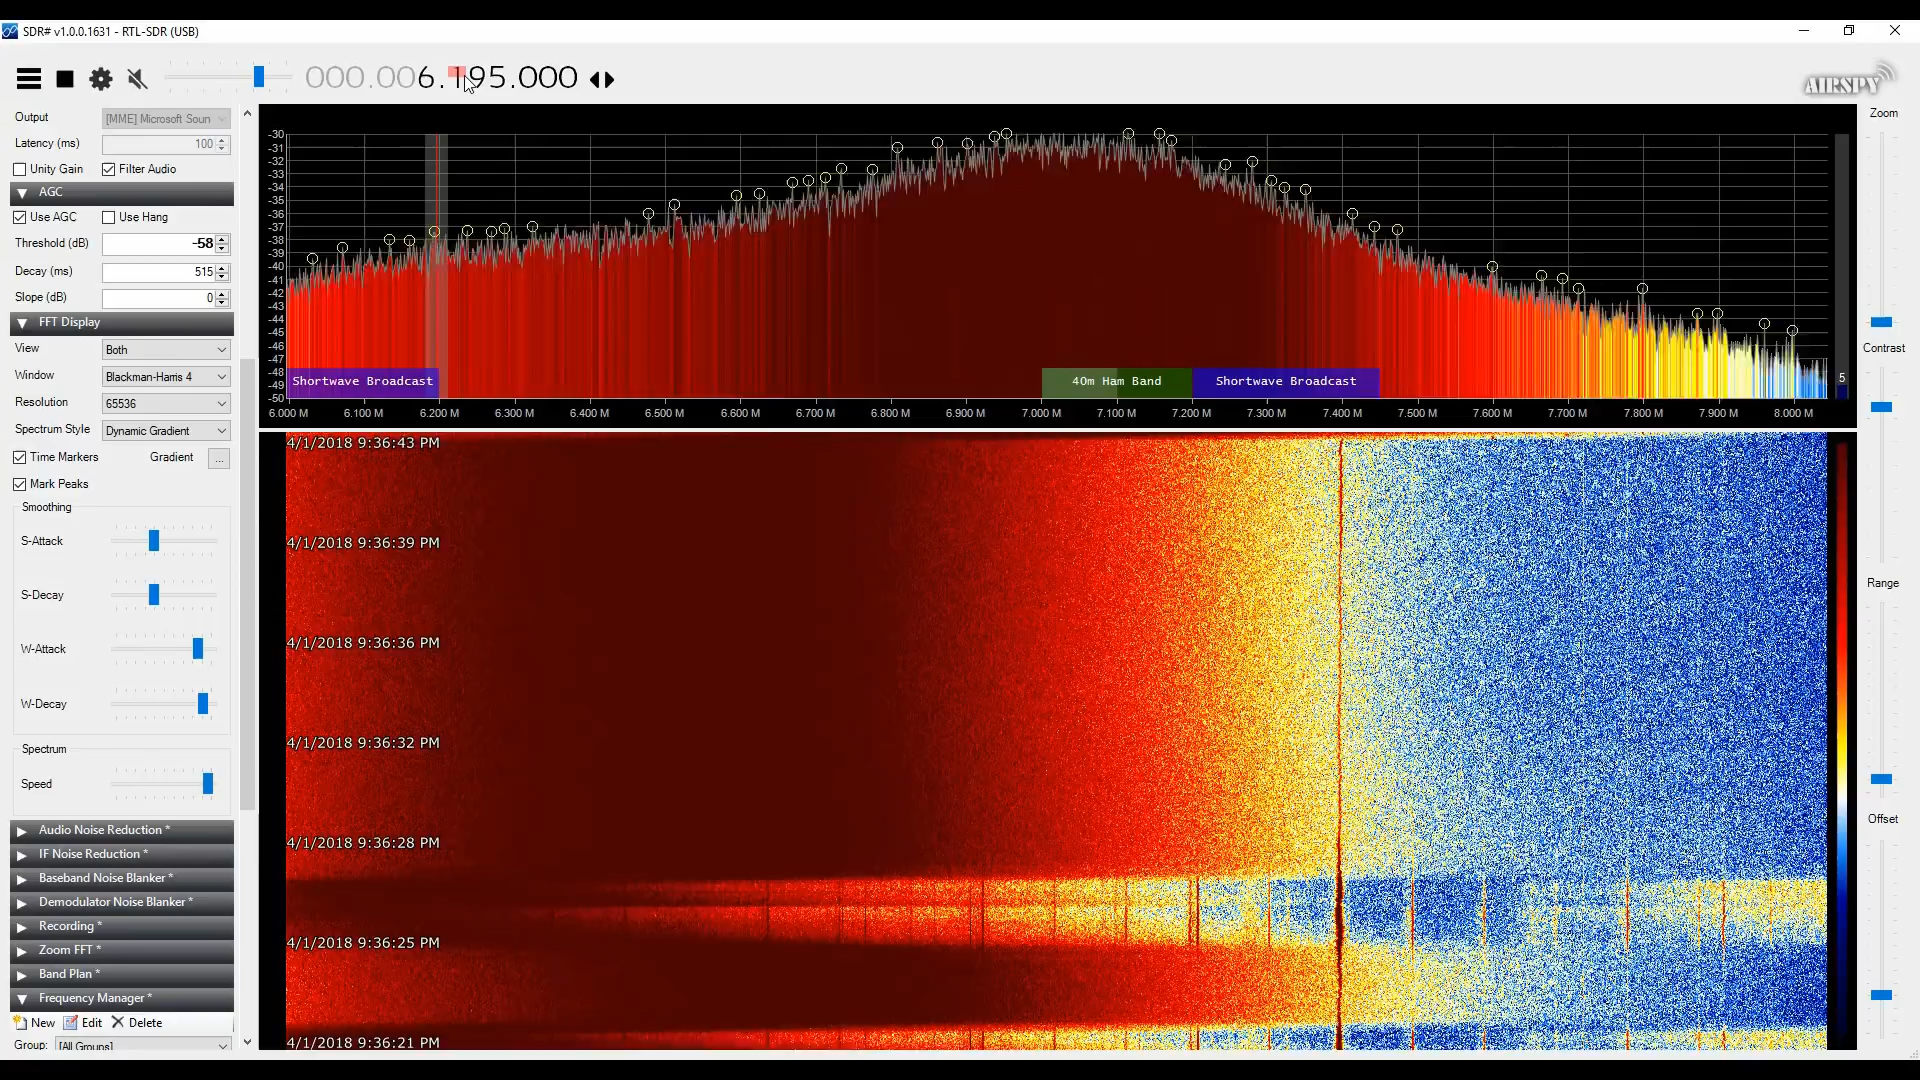 SDR# v1.0.0.1631 - RTL-SDR (USB)
000.006.195.000
AIRSPY
Output [MME] Microsoft Soun
Latency (ms) 100
Unity Gain Filter Audio
AGC
Use AGC Use Hang
Threshold (dB) -58
Decay (ms) 515
Slope (dB) 0
FFT Display
View Both
Window Blackman-Harris 4
Resolution 65536
Spectrum Style Dynamic Gradient
Time Markers Gradient ...
Mark Peaks
Smoothing
S-Attack
S-Decay
W-Attack
W-Decay
Spectrum
Speed
Audio Noise Reduction *
IF Noise Reduction *
Baseband Noise Blanker *
Demodulator Noise Blanker *
Recording *
Zoom FFT *
Band Plan *
Frequency Manager *
New Edit Delete
Group: [All Groups]
-30
-31
-32
-33
-34
-35
-36
-37
-38
-39
-40
-41
-42
-43
-44
-45
-46
-47
-48
-49
-50
Shortwave Broadcast 40m Ham Band Shortwave Broadcast
5
6.000 M 6.100 M 6.200 M 6.300 M 6.400 M 6.500 M 6.600 M 6.700 M 6.800 M 6.900 M 7.000 M 7.100 M 7.200 M 7.300 M 7.400 M 7.500 M 7.600 M 7.700 M 7.800 M 7.900 M 8.000 M
4/1/2018 9:36:43 PM
4/1/2018 9:36:39 PM
4/1/2018 9:36:36 PM
4/1/2018 9:36:32 PM
4/1/2018 9:36:28 PM
4/1/2018 9:36:25 PM
4/1/2018 9:36:21 PM
Zoom
Contrast
Range
Offset